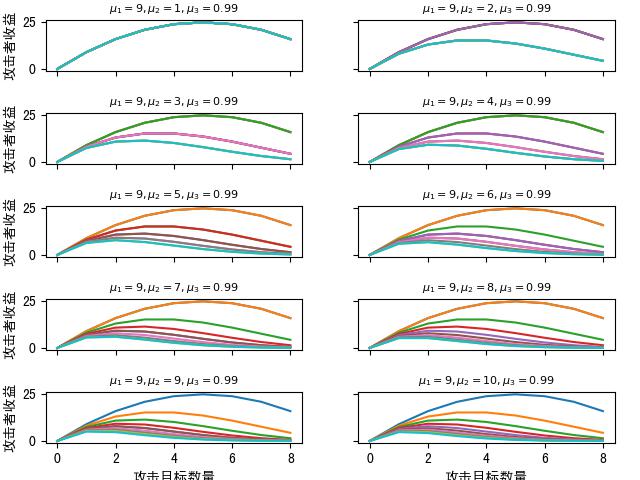 μ₁ = 9, μ₂ = 1, μ₃ = 0.99
μ₁ = 9, μ₂ = 2, μ₃ = 0.99
攻击者收益
25
0
μ₁ = 9, μ₂ = 3, μ₃ = 0.99
μ₁ = 9, μ₂ = 4, μ₃ = 0.99
攻击者收益
25
0
μ₁ = 9, μ₂ = 5, μ₃ = 0.99
μ₁ = 9, μ₂ = 6, μ₃ = 0.99
攻击者收益
25
0
μ₁ = 9, μ₂ = 7, μ₃ = 0.99
μ₁ = 9, μ₂ = 8, μ₃ = 0.99
攻击者收益
25
0
μ₁ = 9, μ₂ = 9, μ₃ = 0.99
μ₁ = 9, μ₂ = 10, μ₃ = 0.99
攻击者收益
25
0
0 2 4 6 8
0 2 4 6 8
攻击目标数量
攻击目标数量